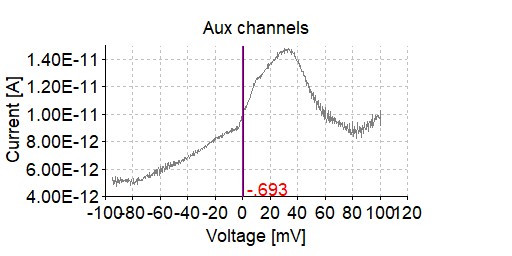 Aux channels
Current [A]
1.40E-11
1.20E-11
1.00E-11
8.00E-12
6.00E-12
4.00E-12
-.693
-100-80 -60 -40 -20 0 20 40 60 80 100 120
Voltage [mV]